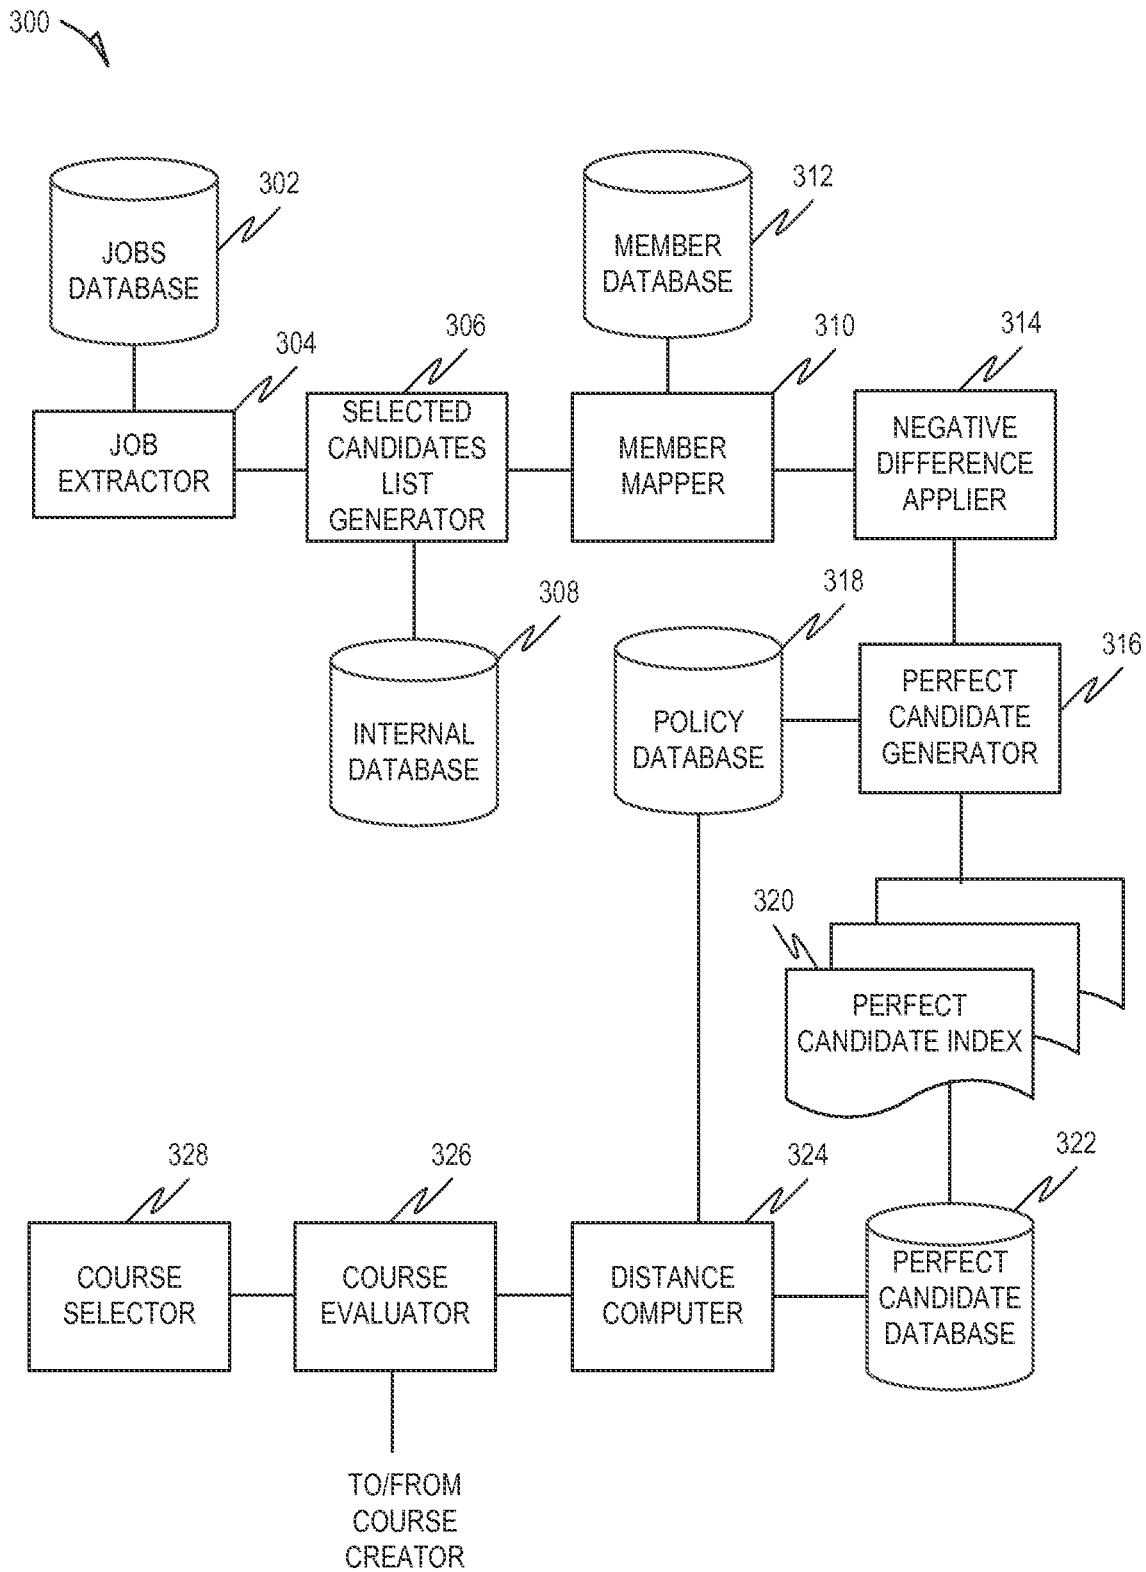 300
302
JOBS
DATABASE
312
MEMBER
DATABASE
304
JOB
EXTRACTOR
306
SELECTED
CANDIDATES
LIST
GENERATOR
310
MEMBER
MAPPER
314
NEGATIVE
DIFFERENCE
APPLIER
308
INTERNAL
DATABASE
318
POLICY
DATABASE
316
PERFECT
CANDIDATE
GENERATOR
320
PERFECT
CANDIDATE INDEX
328
COURSE
SELECTOR
326
COURSE
EVALUATOR
324
DISTANCE
COMPUTER
322
PERFECT
CANDIDATE
DATABASE
TO/FROM
COURSE
CREATOR